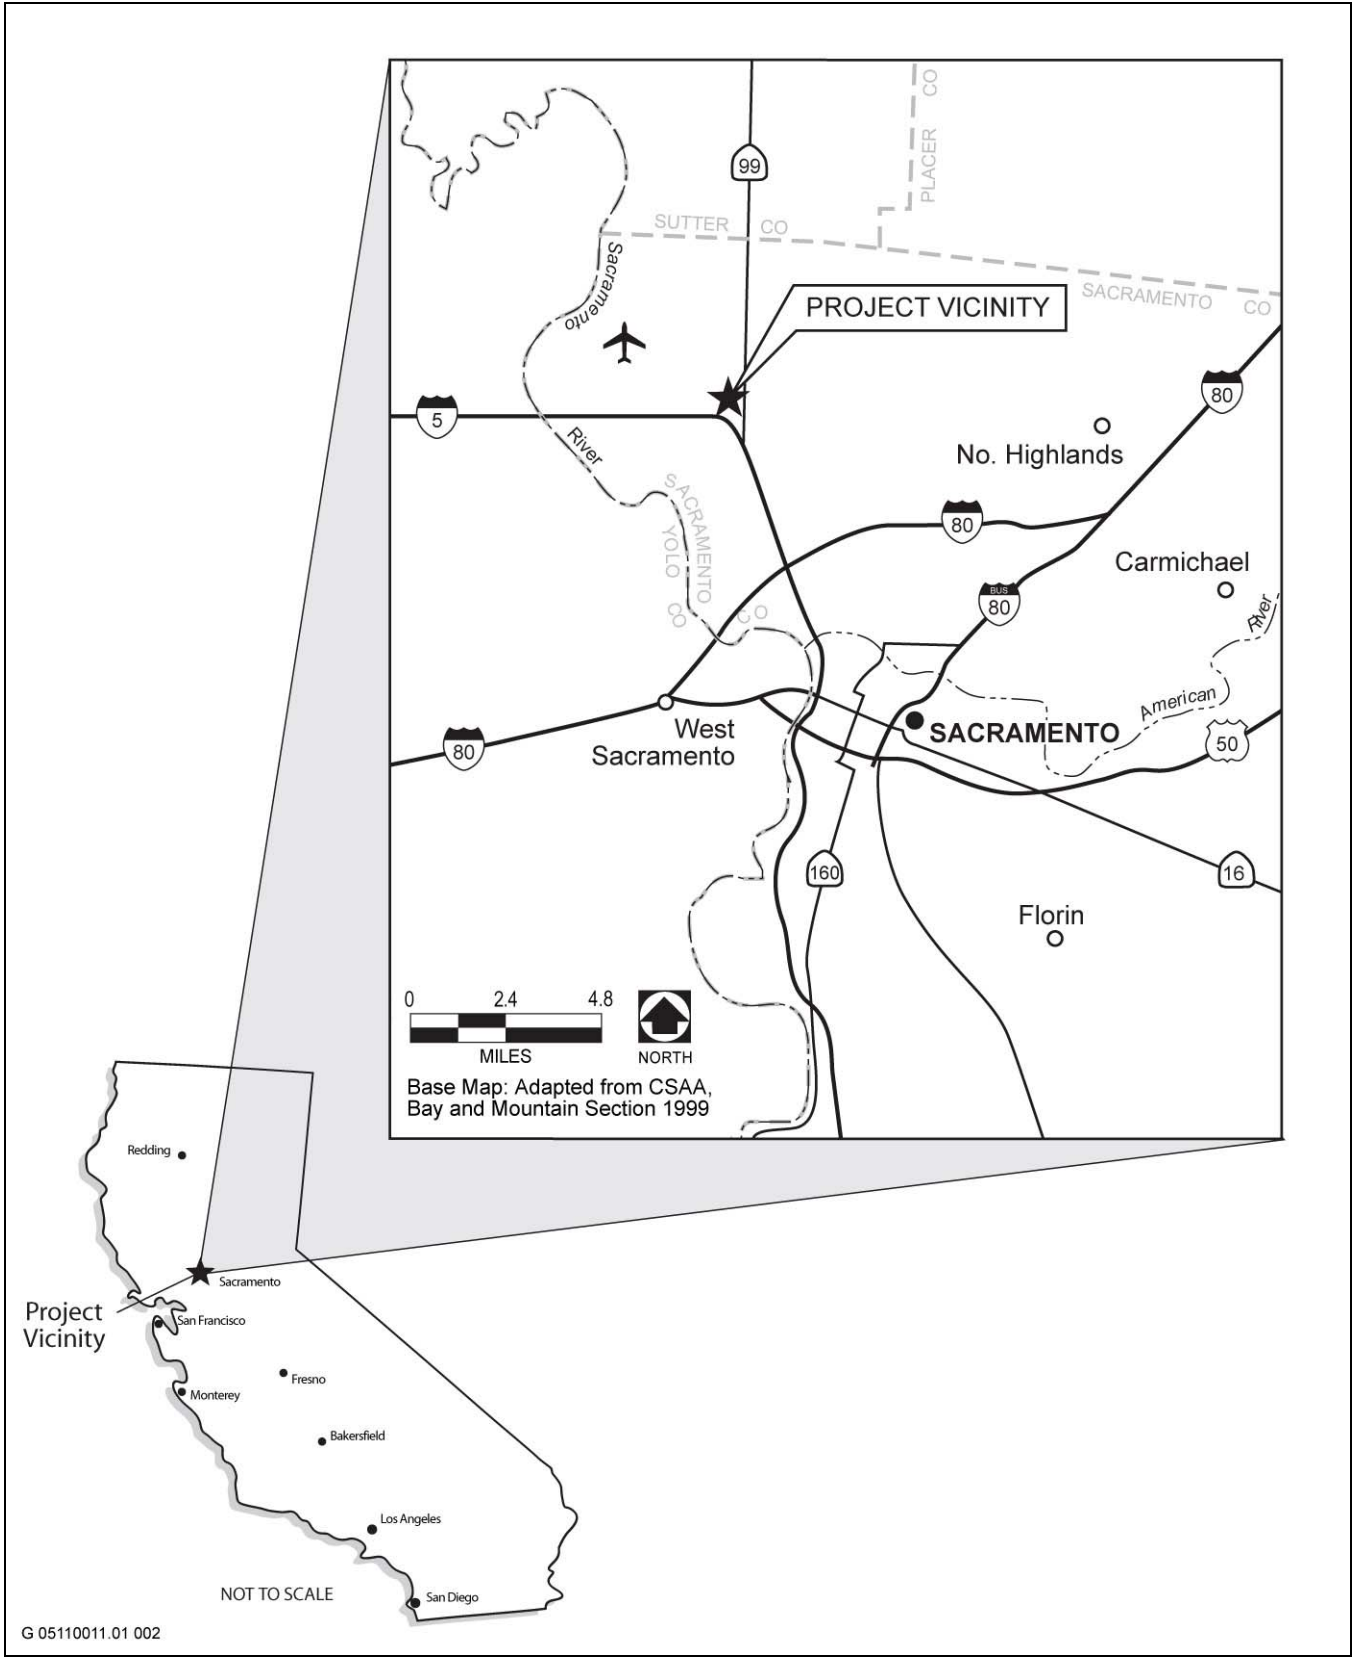 PLACER CO
99
SUTTER CO
Sacramento
SACRAMENTO CO
PROJECT VICINITY
80
5
River
No. Highlands
SACRAMENTO
YOLO
CO
CO
80
Carmichael
BUS
80
River
American
West
Sacramento
SACRAMENTO
50
80
160
16
Florin
0 2.4 4.8
MILES
NORTH
Base Map: Adapted from CSAA,
Bay and Mountain Section 1999
Redding
Sacramento
Project
Vicinity
San Francisco
Fresno
Monterey
Bakersfield
Los Angeles
NOT TO SCALE
San Diego
G 05110011.01 002